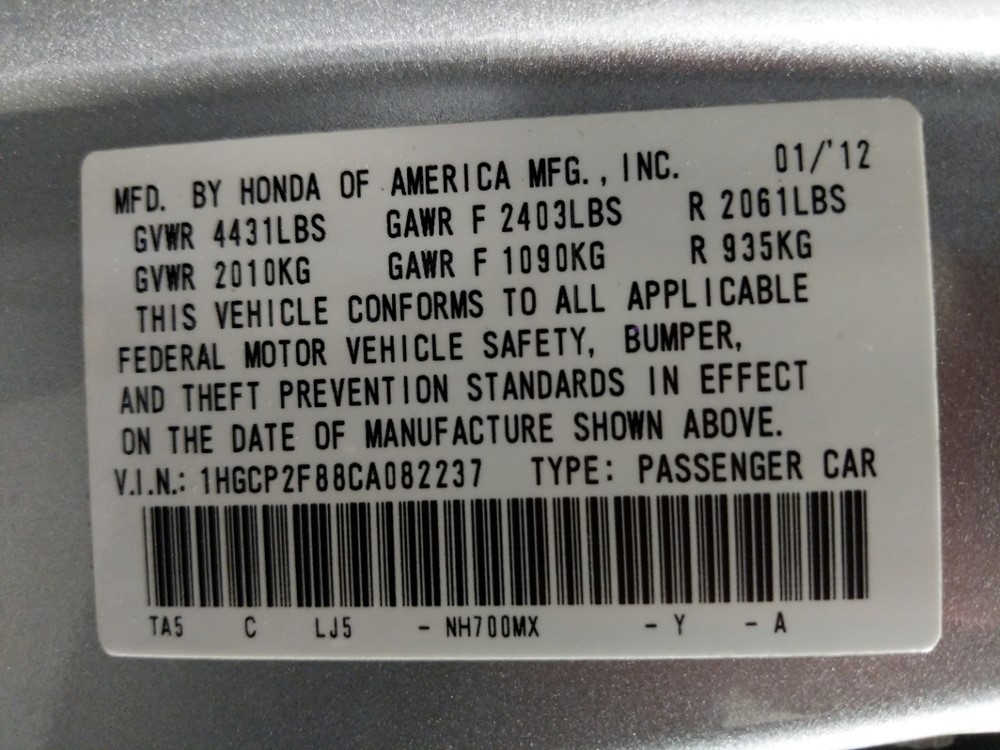 MFD. BY HONDA OF AMERICA MFG., INC. 01/'12
GVWR 4431LBS GAWR F 2403LBS R 2061LBS
GVWR 2010KG GAWR F 1090KG R 935KG
THIS VEHICLE CONFORMS TO ALL APPLICABLE
FEDERAL MOTOR VEHICLE SAFETY, BUMPER,
AND THEFT PREVENTION STANDARDS IN EFFECT
ON THE DATE OF MANUFACTURE SHOWN ABOVE.
V.I.N.: 1HGCP2F88CA082237 TYPE: PASSENGER CAR
TA5 C LJ5 - NH700MX - Y - A